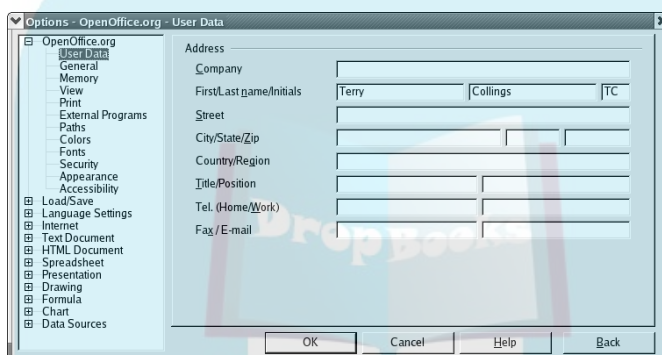 Options - OpenOffice.org - User Data
OpenOffice.org
User Data
General
Memory
View
Print
External Programs
Paths
Colors
Fonts
Security
Appearance
Accessibility
Load/Save
Language Settings
Internet
Text Document
HTML Document
Spreadsheet
Presentation
Drawing
Formula
Chart
Data Sources
Address
Company
First/Last name/Initials Terry Collings TC
Street
City/State/Zip
Country/Region
Title/Position
Tel. (Home/Work)
Fax / E-mail
DropBooks
OK Cancel Help Back